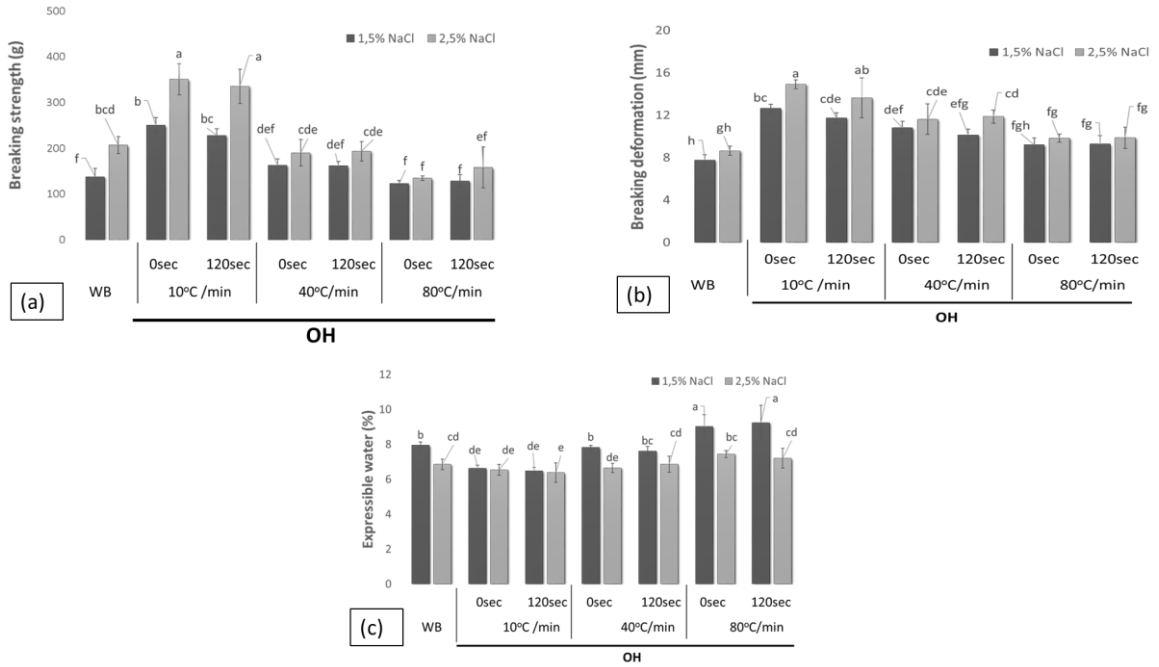 500
400
300
200
100
0
Breaking strength (g)
1,5% NaCl 2,5% NaCl
f bcd b a bc a def cde def cde f f f ef
0sec 120sec 0sec 120sec 0sec 120sec
WB 10°C /min 40°C/min 80°C/min
OH
(a)
20
16
12
8
4
0
Breaking deformation (mm)
1,5% NaCl 2,5% NaCl
h gh bc a cde ab def cde efg cd fgh fg fg fg
0sec 120sec 0sec 120sec 0sec 120sec
WB 10°C /min 40°C/min 80°C/min
OH
(b)
12
10
8
6
4
2
0
Expressible water (%)
1,5% NaCl 2,5% NaCl
b cd de de de e b de bc cd a bc a cd
0sec 120sec 0sec 120sec 0sec 120sec
WB 10°C /min 40°C/min 80°C/min
OH
(c)